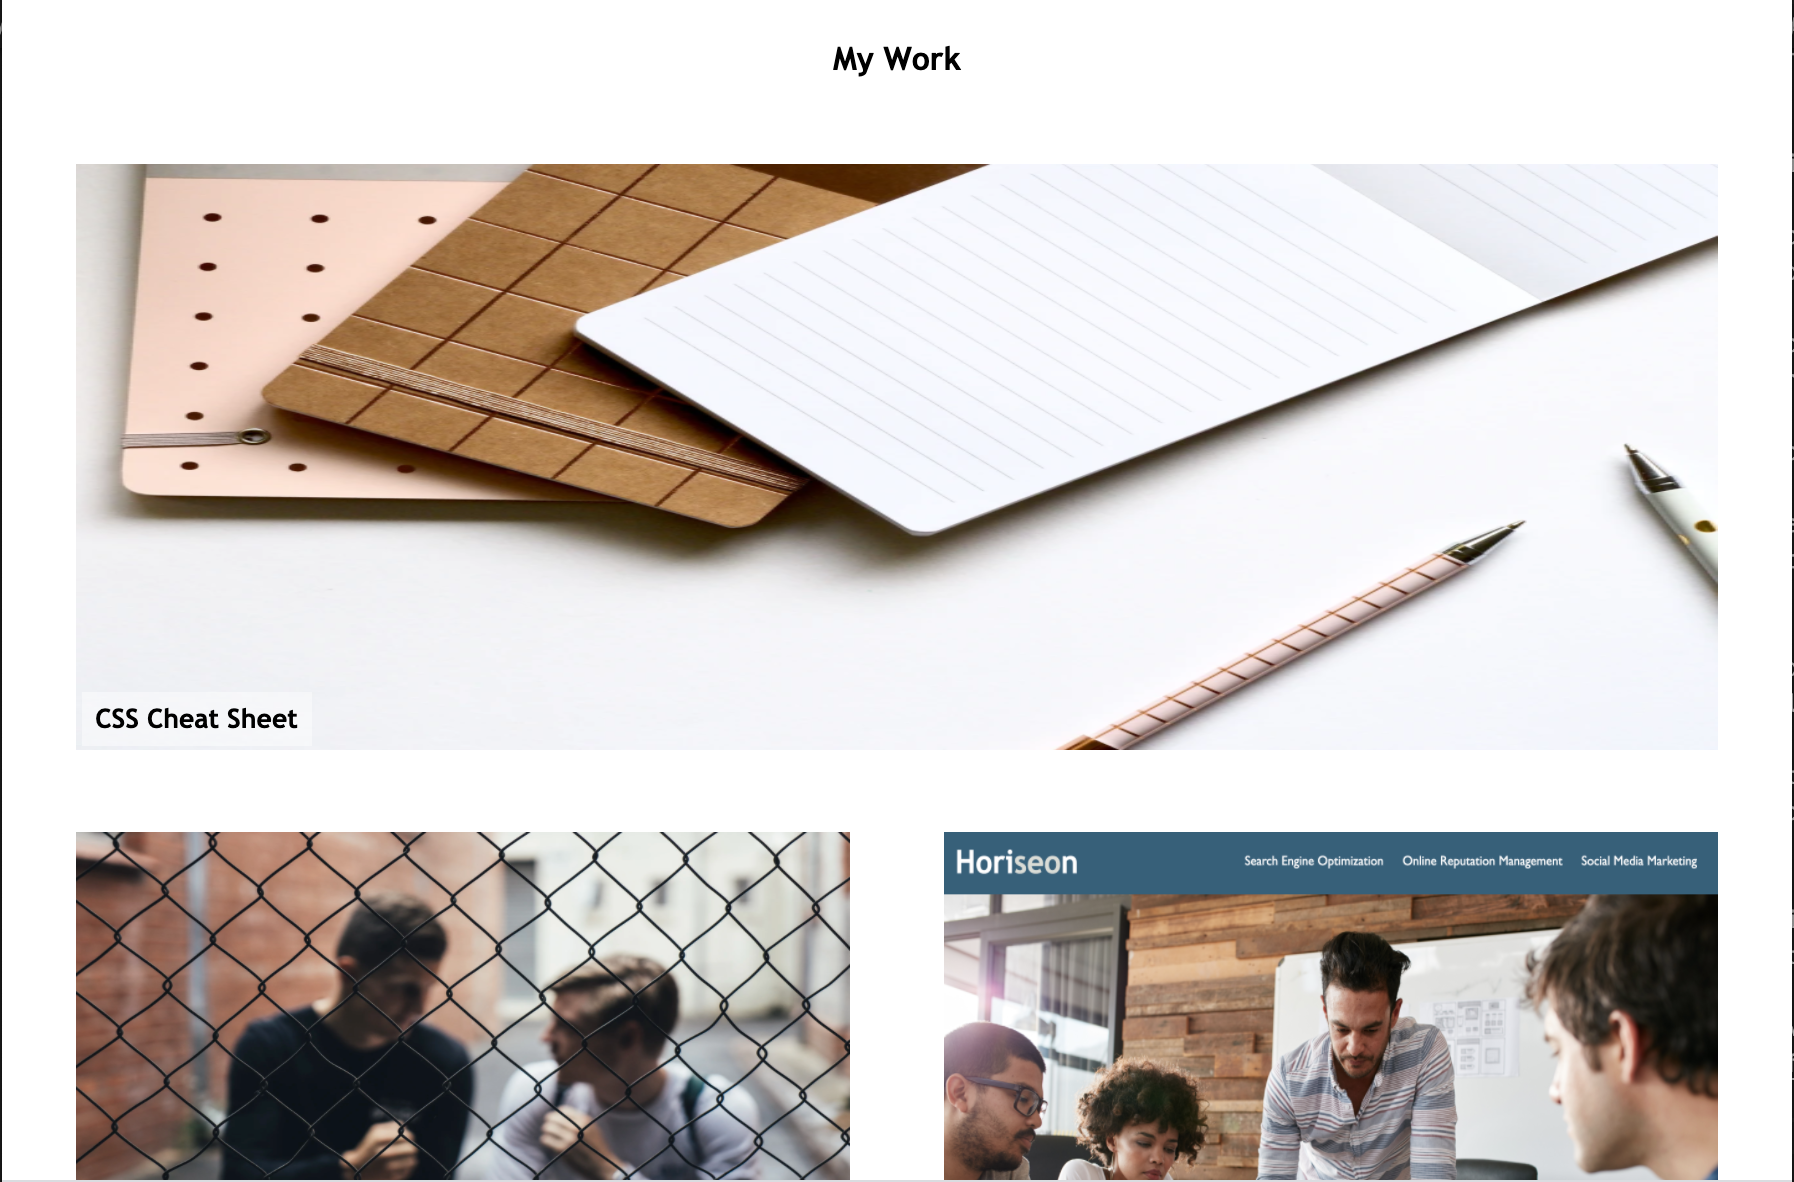 My Work
CSS Cheat Sheet
Horiseon
Search Engine Optimization Online Reputation Management Social Media Marketing